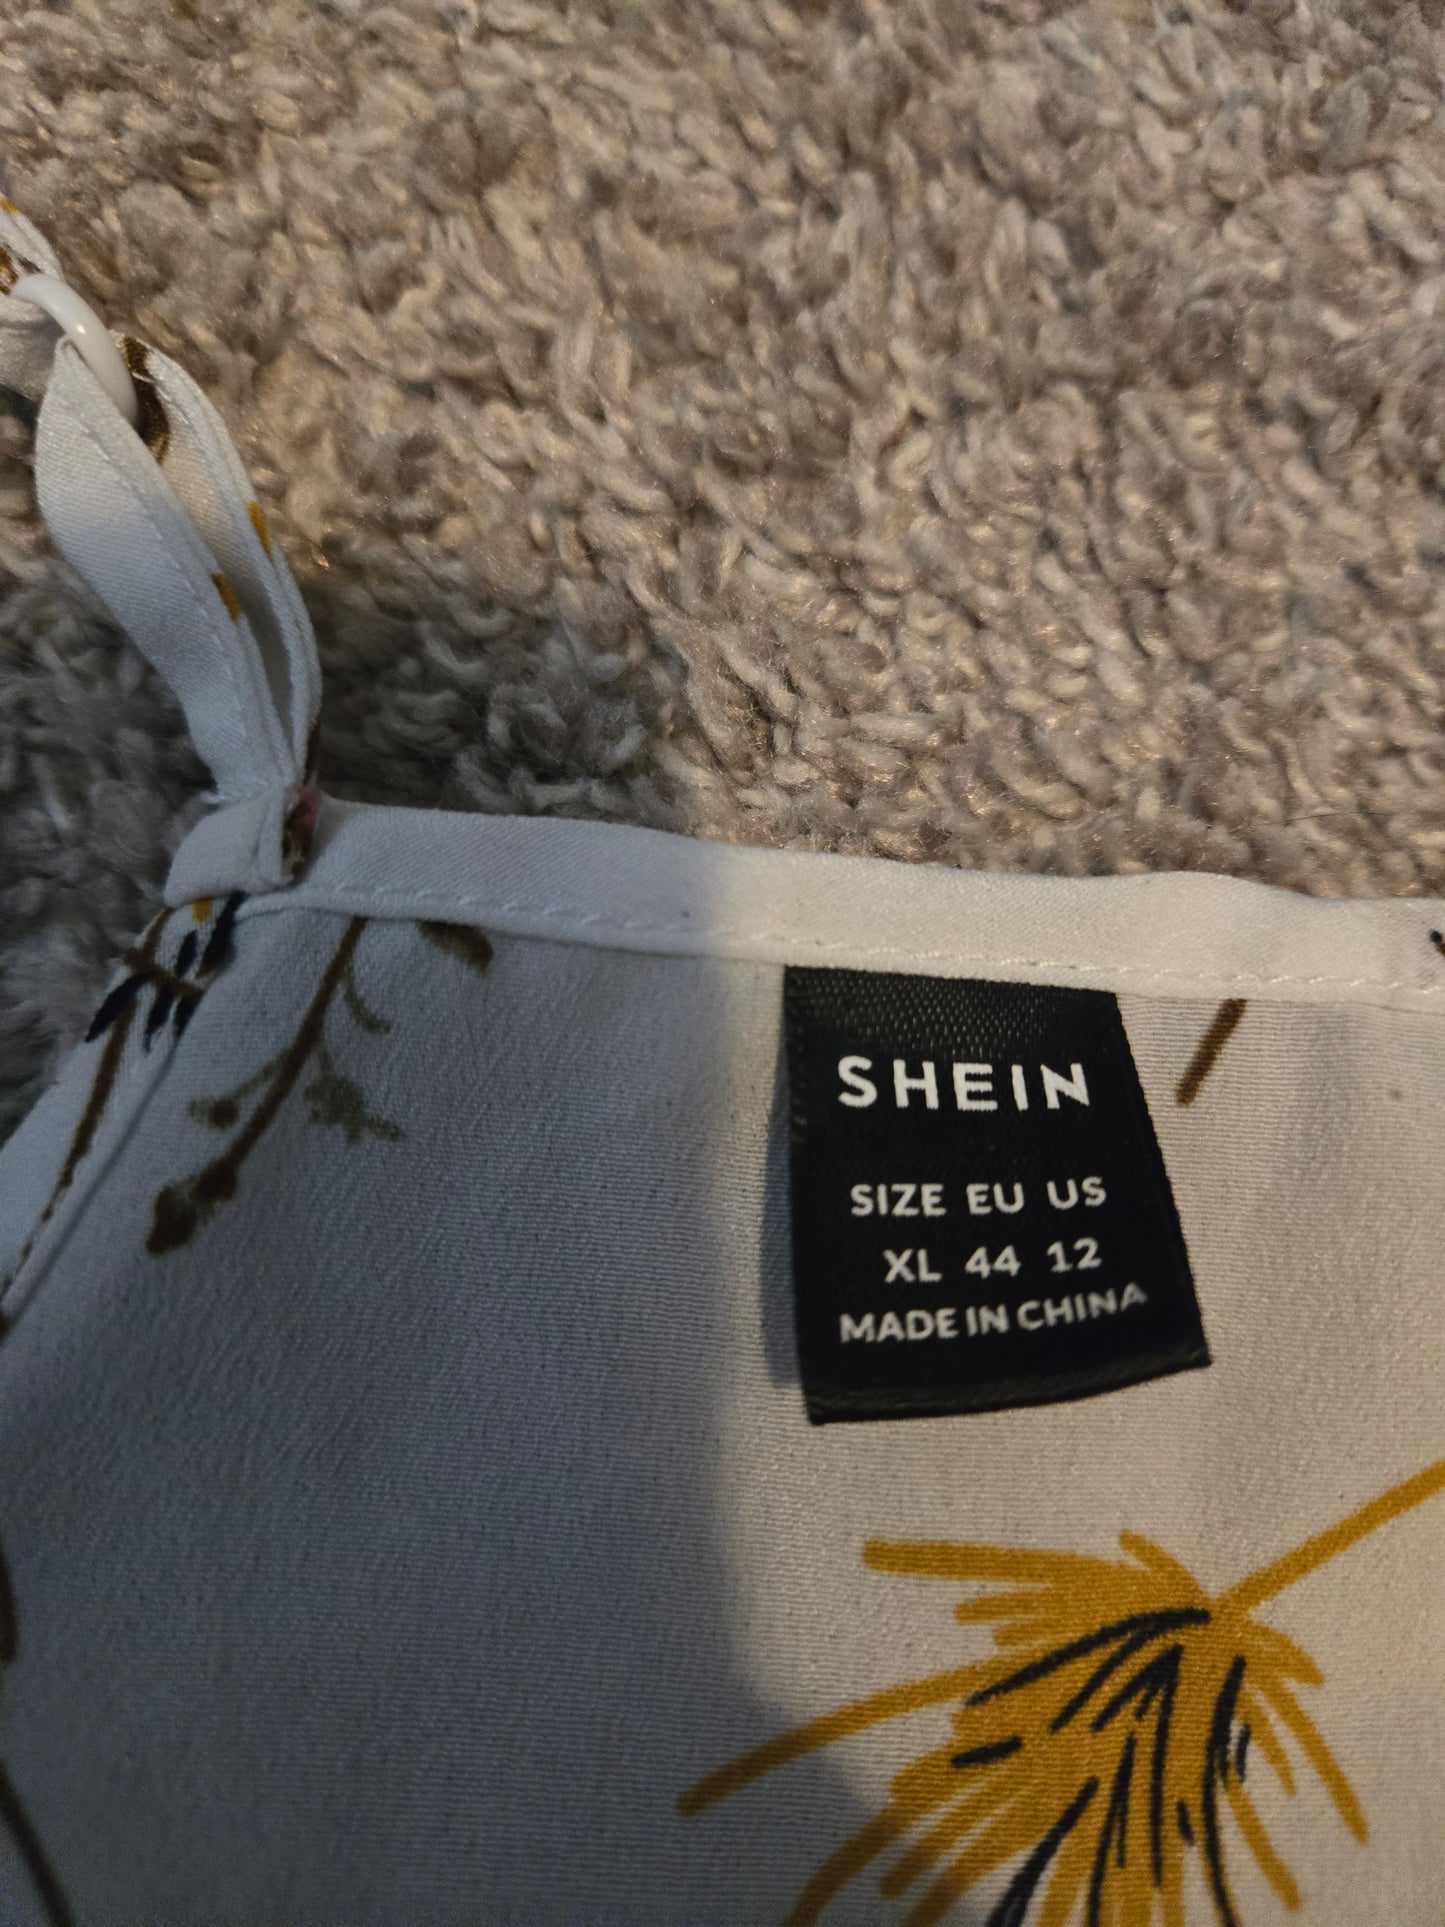 SHEIN
SIZE EU US
XL 44 12
MADE IN CHINA